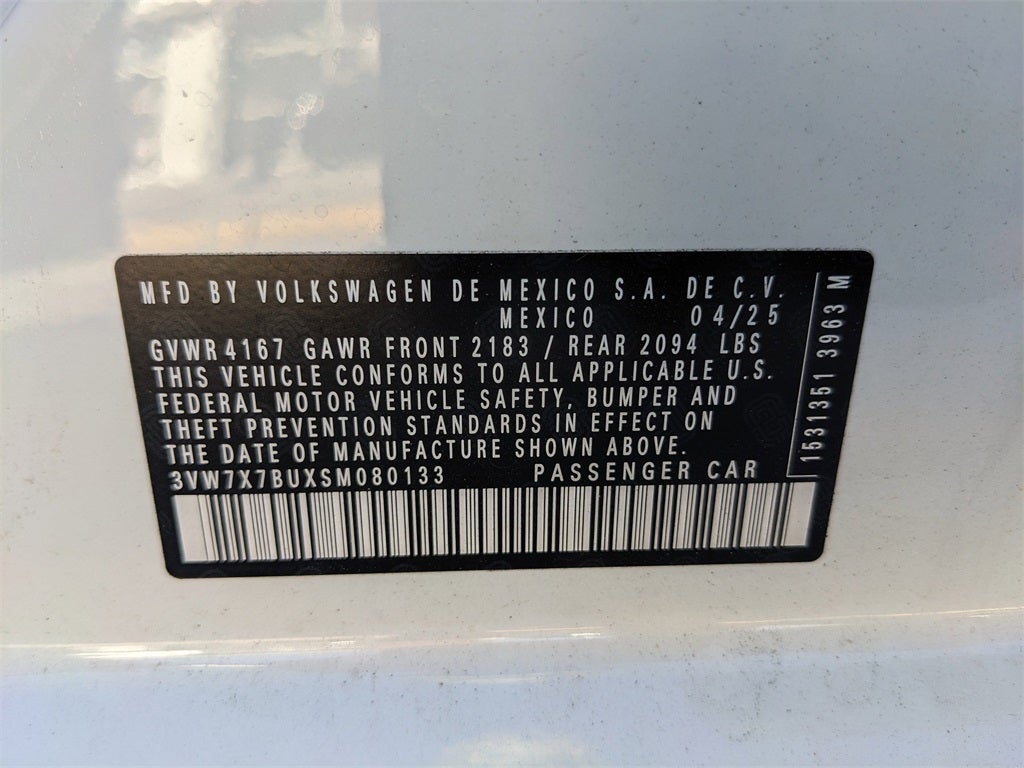 MFD BY VOLKSWAGEN DE MEXICO S.A. DE C.V.
MEXICO 04/25
GVWR 4167 GAWR FRONT 2183 / REAR 2094 LBS
THIS VEHICLE CONFORMS TO ALL APPLICABLE U.S.
FEDERAL MOTOR VEHICLE SAFETY, BUMPER AND
THEFT PREVENTION STANDARDS IN EFFECT ON
THE DATE OF MANUFACTURE SHOWN ABOVE.
3VW7X7BUXSM080133 PASSENGER CAR
1531351 3963 M